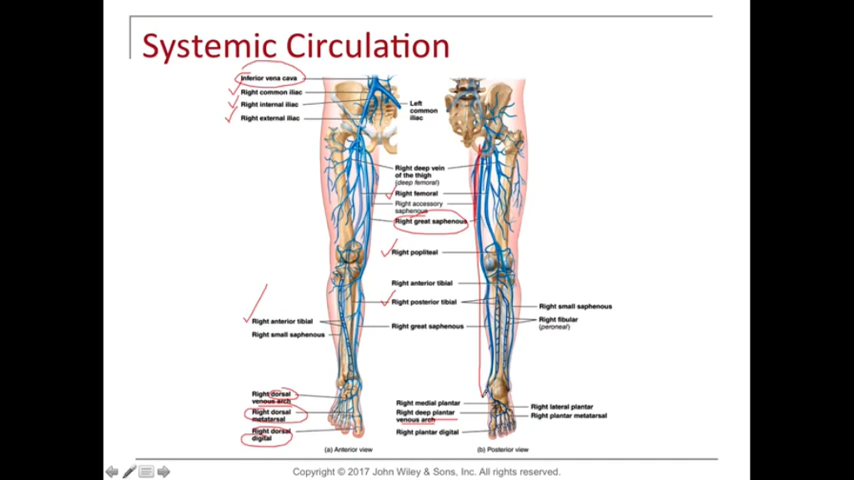 Systemic Circulation
Inferior vena cava
Right common iliac
Right internal iliac
Right external iliac
Left
common
iliac
Right deep vein
of the thigh
(deep femoral)
Right femoral
Right accessory
saphenous
Right great saphenous
Right popliteal
Right anterior tibial
Right posterior tibial
Right great saphenous
Right anterior tibial
Right small saphenous
Right small saphenous
Right fibular
(peroneal)
Right dorsal
venous arch
Right dorsal
metatarsal
Right dorsal
digital
Right medial plantar
Right deep plantar
venous arch
Right plantar digital
Right lateral plantar
Right plantar metatarsal
(a) Anterior view
(b) Posterior view
Copyright © 2017 John Wiley & Sons, Inc. All rights reserved.